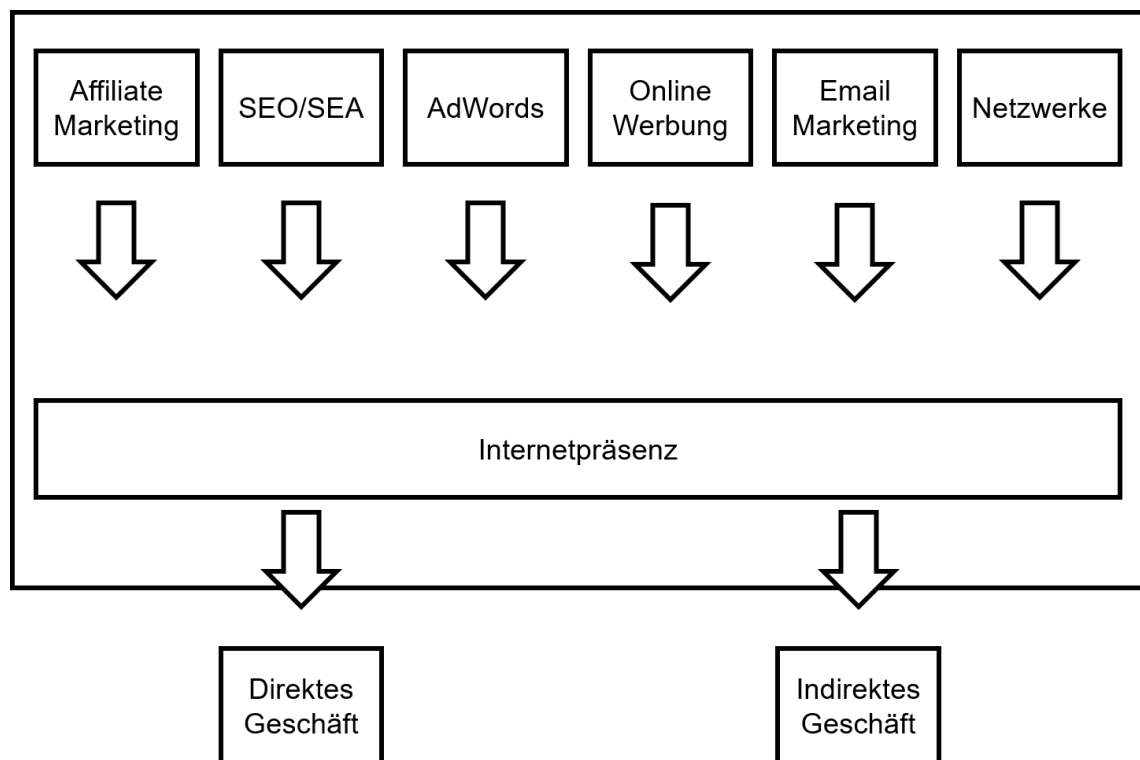 Affiliate
Marketing
SEO/SEA
AdWords
Online
Werbung
Email
Marketing
Netzwerke
Internetpräsenz
Direktes
Geschäft
Indirektes
Geschäft